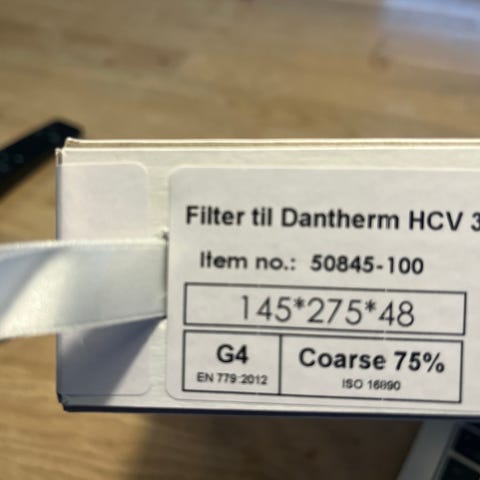 Filter til Dantherm HCV 3
Item no.: 50845-100
145*275*48
G4
EN 779:2012
Coarse 75%
ISO 16890